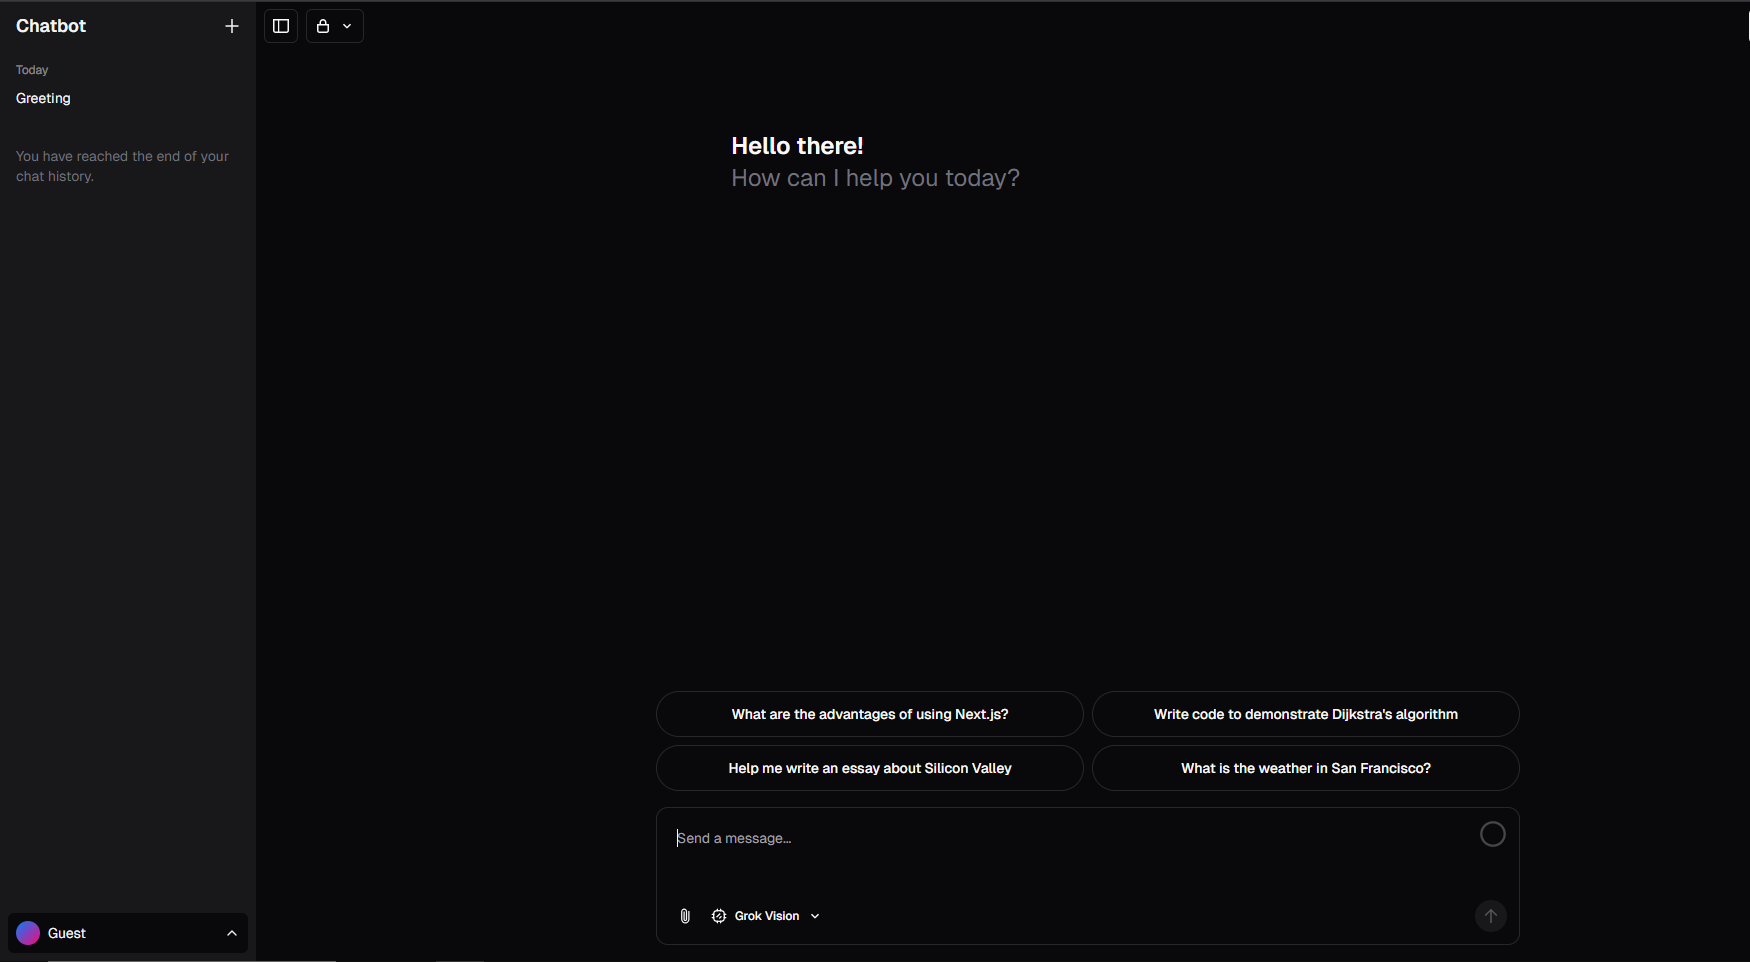 Chatbot
Today
Greeting
You have reached the end of your
chat history.
Hello there!
How can I help you today?
What are the advantages of using Next.js?
Write code to demonstrate Dijkstra's algorithm
Help me write an essay about Silicon Valley
What is the weather in San Francisco?
Send a message...
Grok Vision
Guest